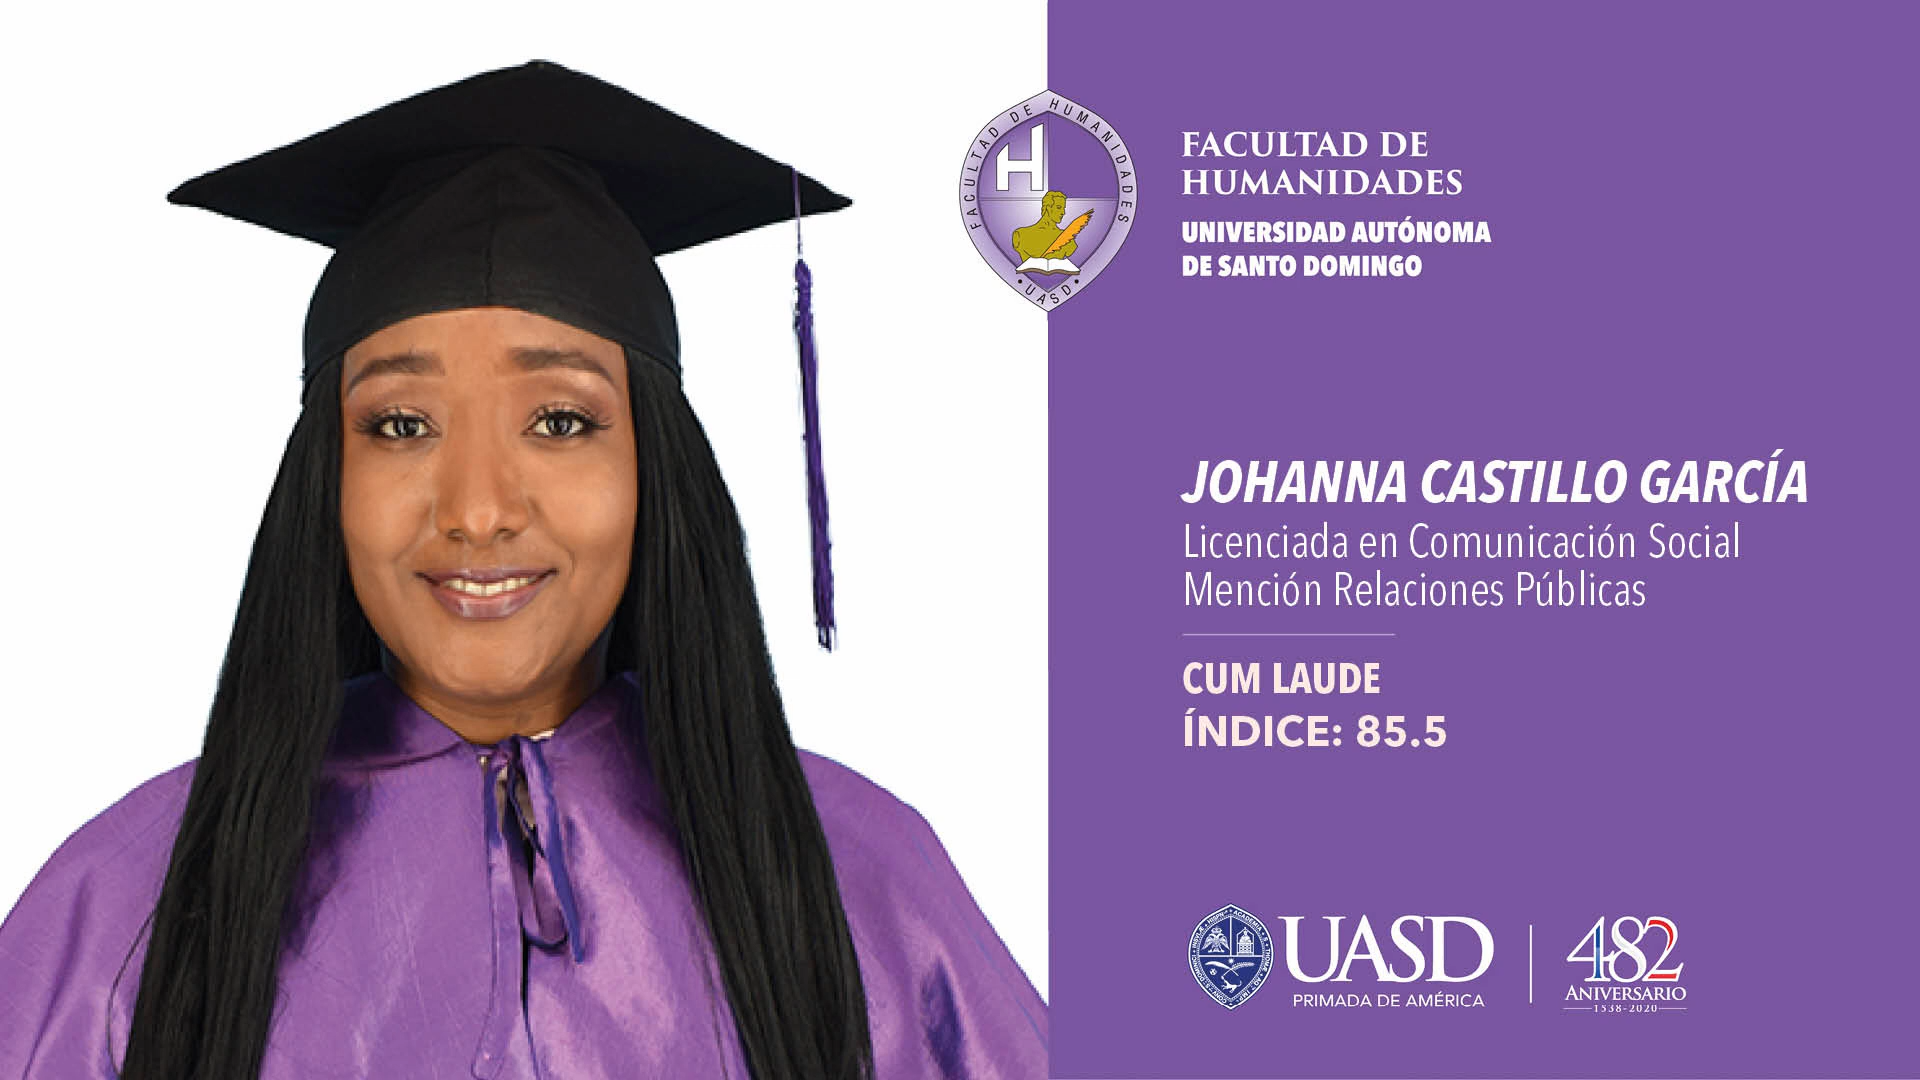 FACULTAD DE HUMANIDADES
UASD
FACULTAD DE
HUMANIDADES
UNIVERSIDAD AUTÓNOMA
DE SANTO DOMINGO
JOHANNA CASTILLO GARCÍA
Licenciada en Comunicación Social
Mención Relaciones Públicas
CUM LAUDE
ÍNDICE: 85.5
UASD
PRIMADA DE AMÉRICA
482
ANIVERSARIO
1538-2020